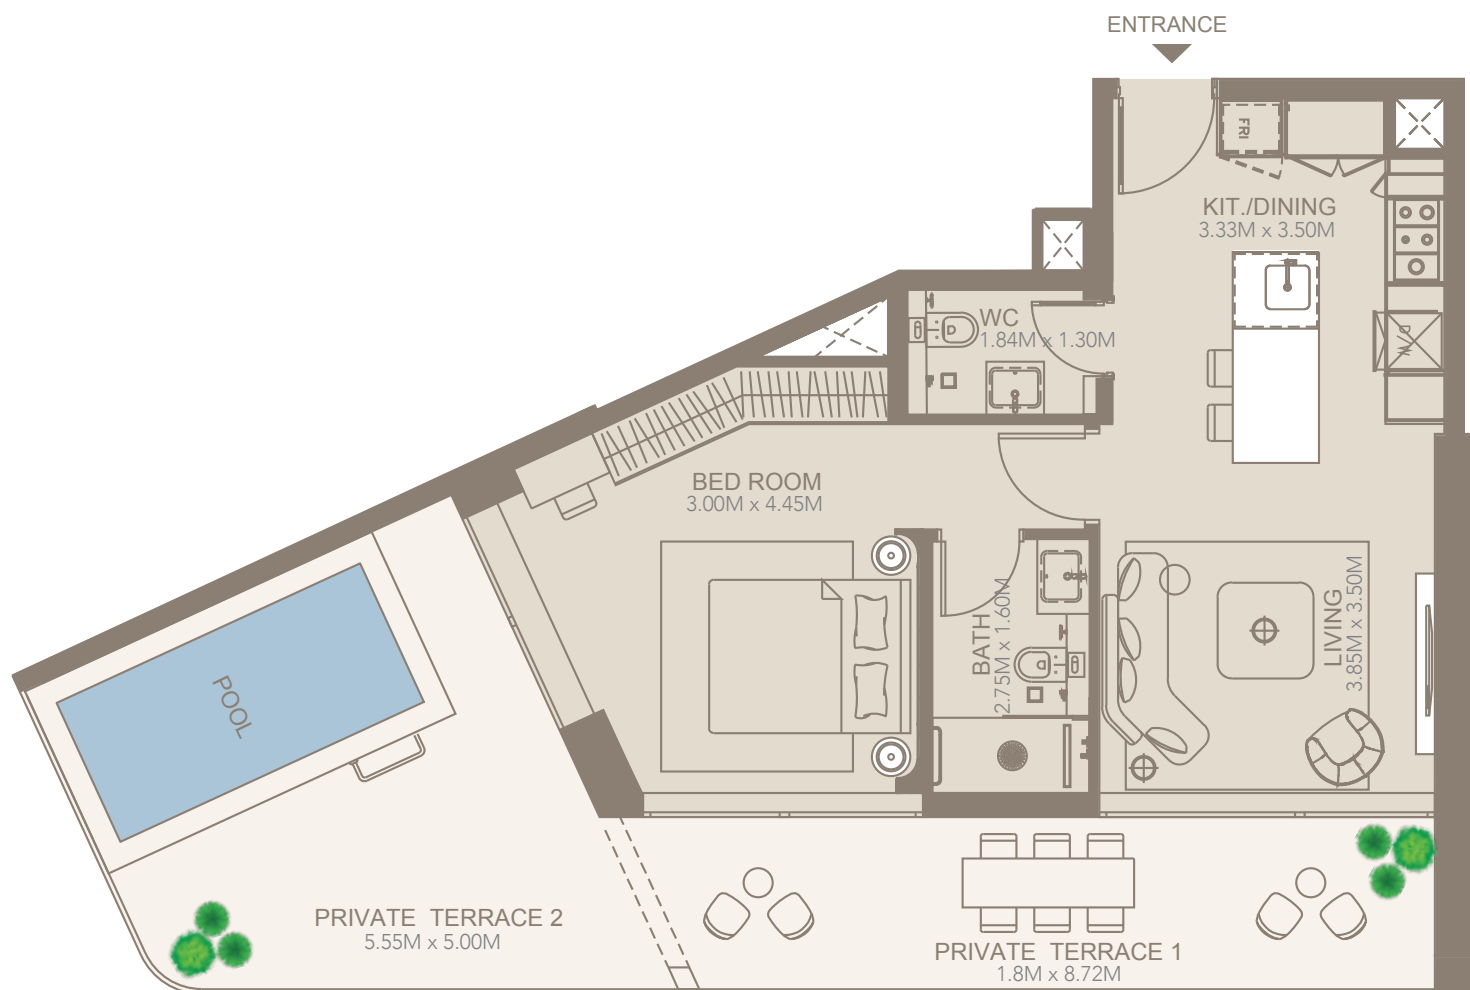 ENTRANCE
FRI
KIT./DINING
3.33M x 3.50M
WC
1.84M x 1.30M
D/W
BED ROOM
3.00M x 4.45M
BATH
2.75M x 1.60M
LIVING
3.85M x 3.50M
POOL
PRIVATE TERRACE 2
5.55M x 5.00M
PRIVATE TERRACE 1
1.8M x 8.72M